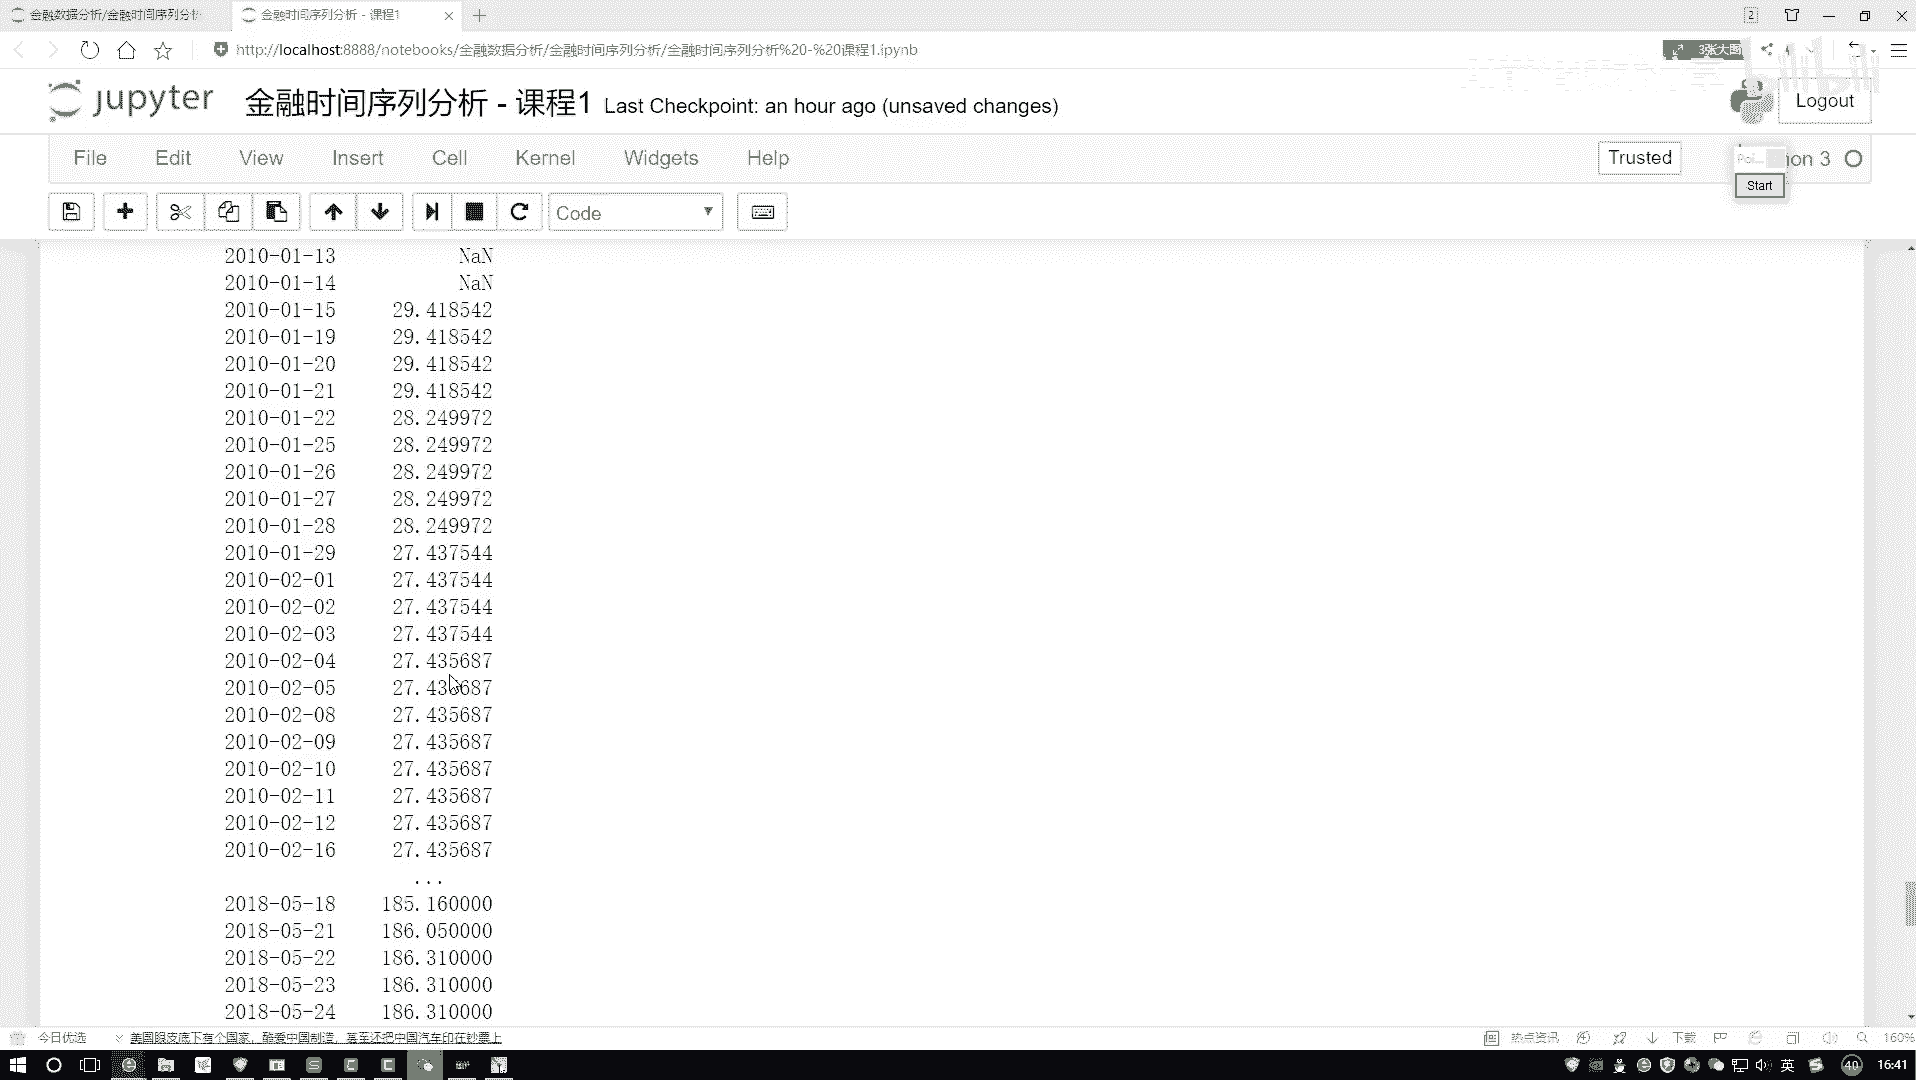 金融数据分析/金融时间序列分析
金融时间序列分析 - 课程1
2
http://localhost:8888/notebooks/金融数据分析/金融时间序列分析/金融时间序列分析%20-%20课程1.ipynb
3张大图
bilibili
jupyter 金融时间序列分析 - 课程1 Last Checkpoint: an hour ago (unsaved changes)
Logout
File Edit View Insert Cell Kernel Widgets Help
Trusted
Poi...
on 3
Start
Code
2010-01-13 NaN
2010-01-14 NaN
2010-01-15 29.418542
2010-01-19 29.418542
2010-01-20 29.418542
2010-01-21 29.418542
2010-01-22 28.249972
2010-01-25 28.249972
2010-01-26 28.249972
2010-01-27 28.249972
2010-01-28 28.249972
2010-01-29 27.437544
2010-02-01 27.437544
2010-02-02 27.437544
2010-02-03 27.437544
2010-02-04 27.435687
2010-02-05 27.435687
2010-02-08 27.435687
2010-02-09 27.435687
2010-02-10 27.435687
2010-02-11 27.435687
2010-02-12 27.435687
2010-02-16 27.435687
...
2018-05-18 185.160000
2018-05-21 186.050000
2018-05-22 186.310000
2018-05-23 186.310000
2018-05-24 186.310000
今日优选
美国眼皮底下有个国家，酷爱中国制造，甚至还把中国汽车印在钞票上
热点资讯
下载
160%
英
40
16:41